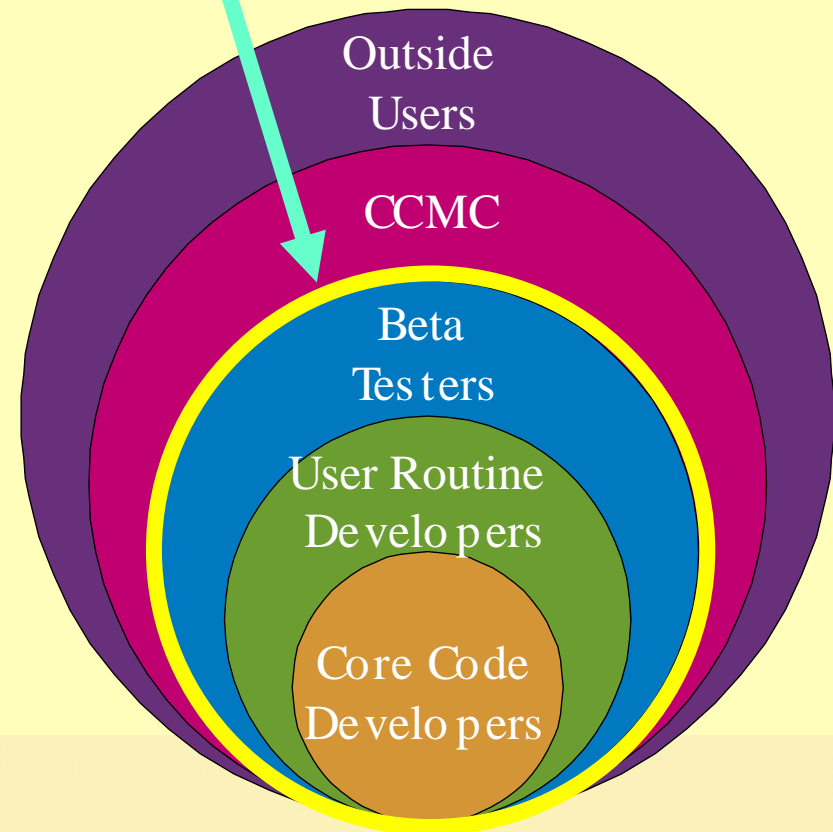 Outside
Users
CCMC
Beta
Testers
User Routine
Developers
Core Code
Developers